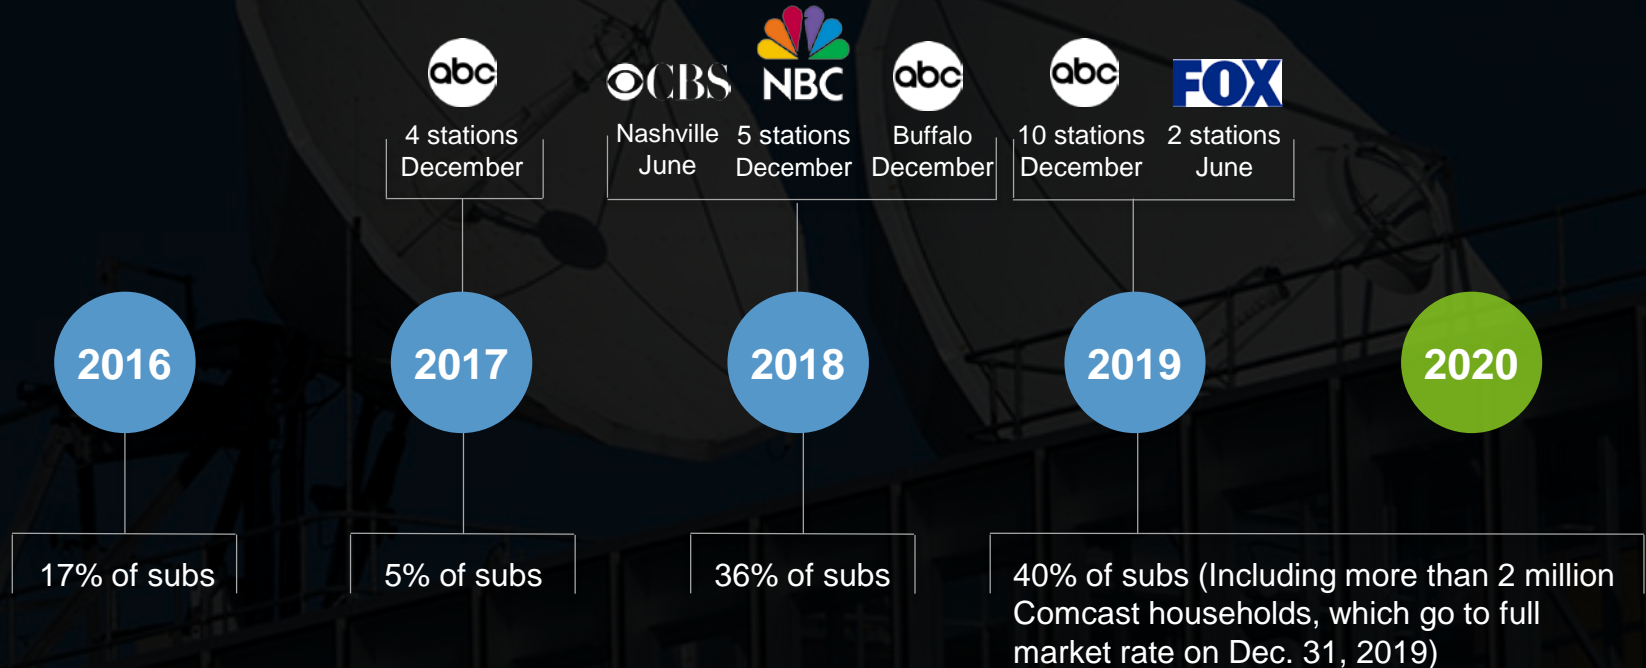 abc
4 stations
December
CBS
Nashville
June
NBC
5 stations
December
abc
Buffalo
December
abc
10 stations
December
FOX
2 stations
June
2016
2017
2018
2019
2020
17% of subs
5% of subs
36% of subs
40% of subs (Including more than 2 million
Comcast households, which go to full
market rate on Dec. 31, 2019)